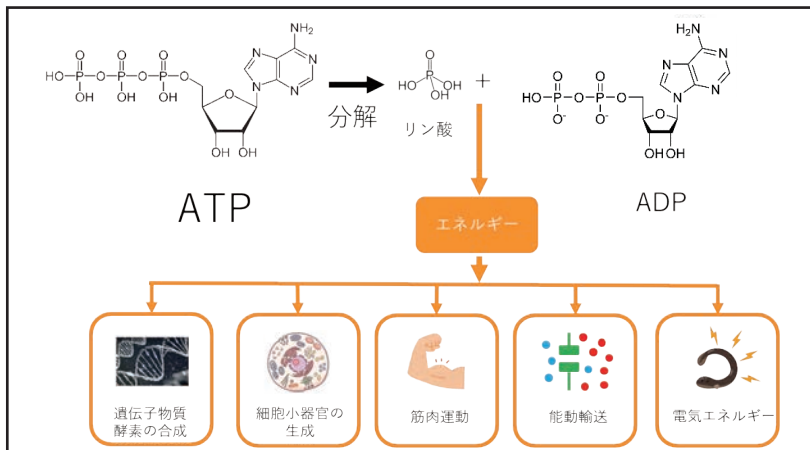 NH₂
O O O
HO-P-O-P-O-P-O
OH OH OH
N N N N
O
OH OH
ATP
分解
O
HO-P-OH
OH
リン酸
+
NH₂
N N N N
O O
HO-P-O-P-O
O⁻ O⁻
O
OH OH
ADP
エネルギー
遺伝子物質
酵素の合成
細胞小器官の
生成
筋肉運動
能動輸送
電気エネルギー